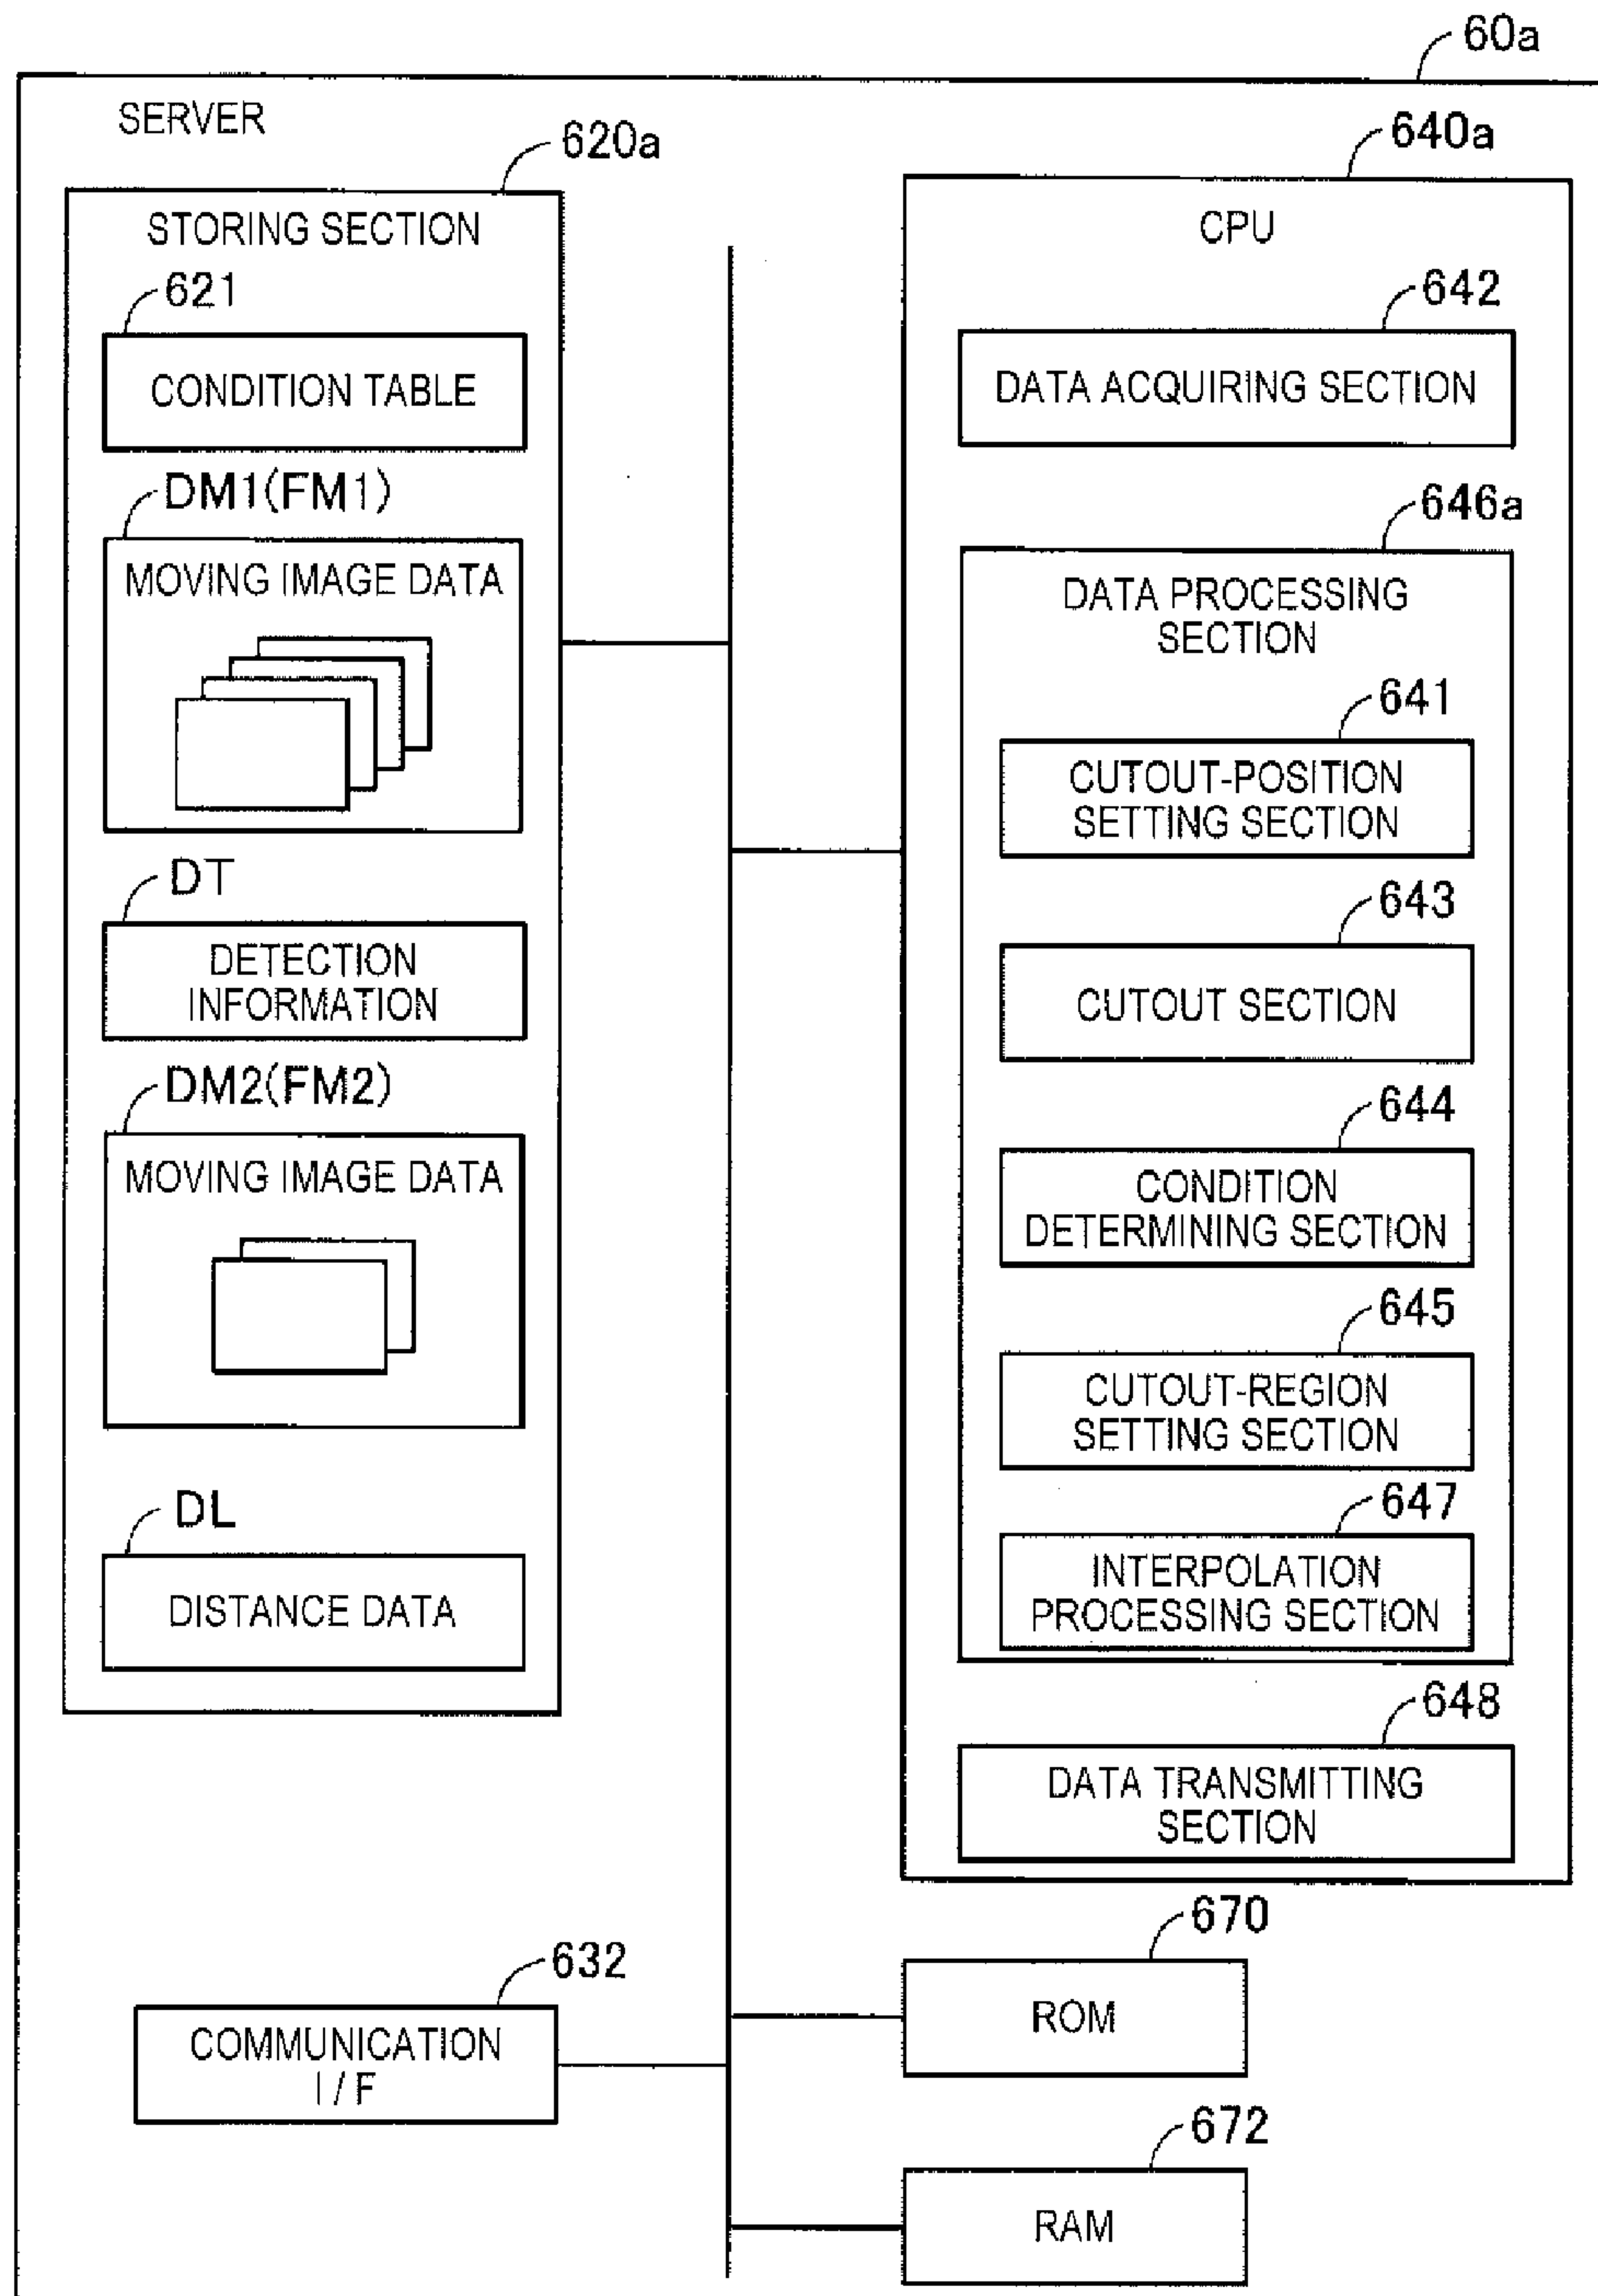 60a
SERVER
620a
STORING SECTION
621
CONDITION TABLE
DM1(FM1)
MOVING IMAGE DATA
DT
DETECTION
INFORMATION
DM2(FM2)
MOVING IMAGE DATA
DL
DISTANCE DATA
632
COMMUNICATION
I/F
640a
CPU
642
DATA ACQUIRING SECTION
646a
DATA PROCESSING
SECTION
641
CUTOUT-POSITION
SETTING SECTION
643
CUTOUT SECTION
644
CONDITION
DETERMINING SECTION
645
CUTOUT-REGION
SETTING SECTION
647
INTERPOLATION
PROCESSING SECTION
648
DATA TRANSMITTING
SECTION
670
ROM
672
RAM